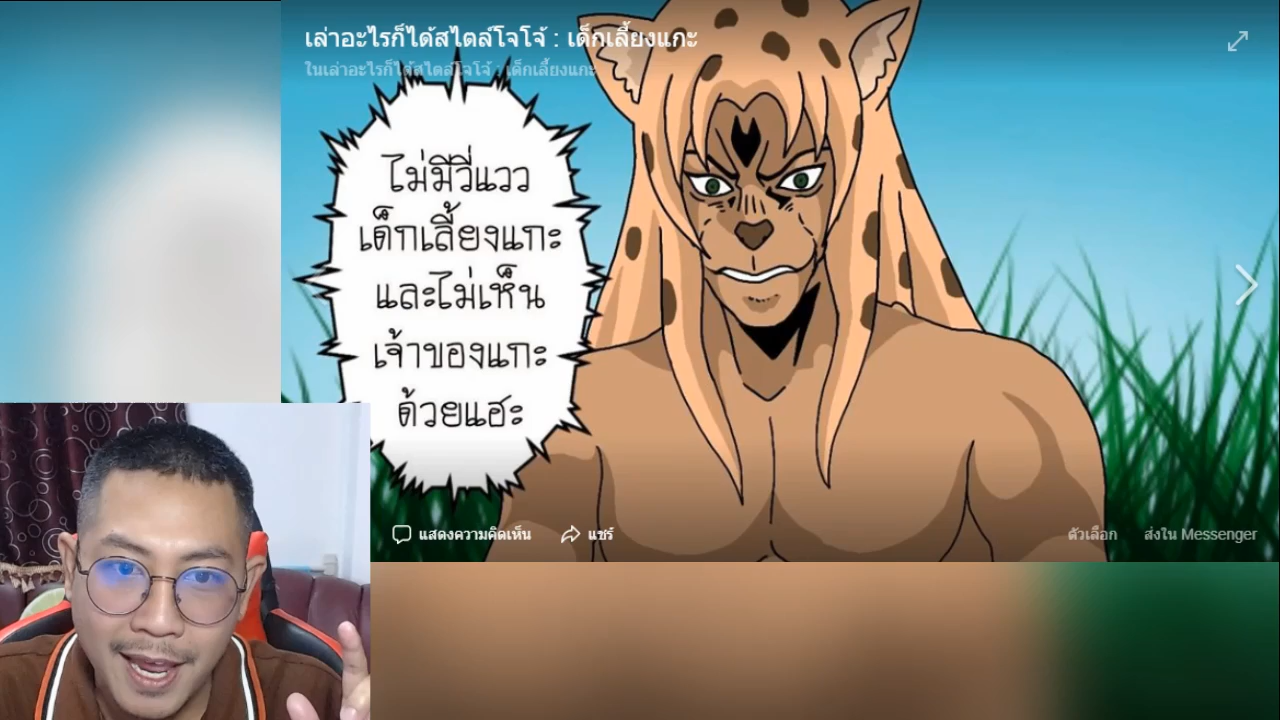 เล่าอะไรก็ได้สไตล์โจโจ้ : เด็กเลี้ยงแกะ
ในเล่าอะไรก็ได้สไตล์โจโจ้ : เด็กเลี้ยงแกะ
ไม่มีวี่แวว
เด็กเลี้ยงแกะ
และไม่เห็น
เจ้าของแกะ
ด้วยแฮะ
แสดงความคิดเห็น
แชร์
ตัวเลือก
ส่งใน Messenger